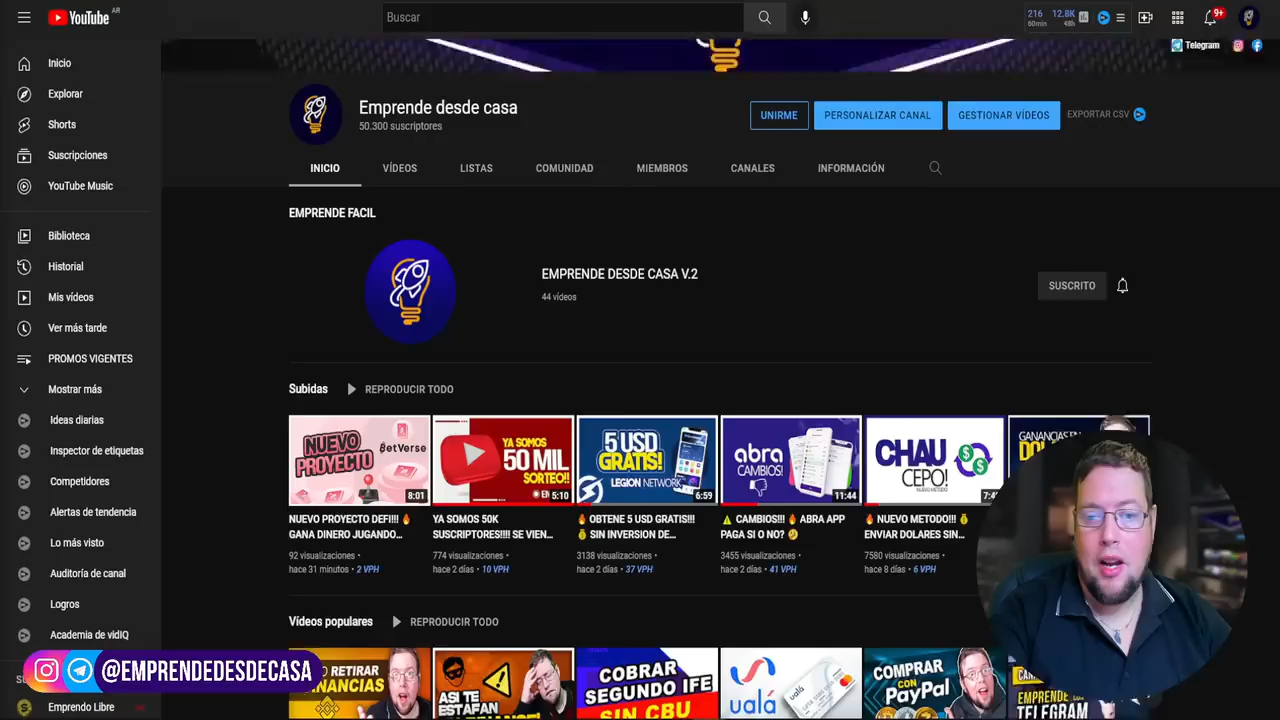 YouTube AR
Buscar
216 60min
12.8K 48h
9+
Inicio
Telegram
Explorar
Shorts
Suscripciones
YouTube Music
Biblioteca
Historial
Mis vídeos
Ver más tarde
PROMOS VIGENTES
Mostrar más
Ideas diarias
Inspector de etiquetas
Competidores
Alertas de tendencia
Lo más visto
Auditoría de canal
Logros
Academia de vidIQ
@EMPRENDEDESDECASA
Emprendo Libre
Emprende desde casa
50.300 suscriptores
UNIRME
PERSONALIZAR CANAL
GESTIONAR VÍDEOS
EXPORTAR CSV
INICIO
VÍDEOS
LISTAS
COMUNIDAD
MIEMBROS
CANALES
INFORMACIÓN
EMPRENDE FACIL
EMPRENDE DESDE CASA V.2
44 vídeos
SUSCRITO
Subidas
REPRODUCIR TODO
NUEVO
PROYECTO
BetVerse
8:01
NUEVO PROYECTO DEFI!!! 🔥
GANA DINERO JUGANDO...
92 visualizaciones •
hace 31 minutos • 2 VPH
YA SOMOS
50 MIL
SORTEO!!
5:10
YA SOMOS 50K
SUSCRIPTORES!!!! SE VIEN...
774 visualizaciones •
hace 2 días • 10 VPH
5 USD
GRATIS!
LEGION NETWORK
6:59
🔥 OBTENE 5 USD GRATIS!!!
💰 SIN INVERSION DE...
3138 visualizaciones •
hace 2 días • 37 VPH
abra
CAMBIOS!
11:44
⚠️ CAMBIOS!!! 🔥 ABRA APP
PAGA SI O NO? 🤔
3455 visualizaciones •
hace 2 días • 41 VPH
CHAU
CEPO!
NUEVO METODO
🔥 NUEVO METODO!!! 💰
ENVIAR DOLARES SIN...
7580 visualizaciones •
hace 8 días • 6 VPH
GANANCIAS EN
Vídeos populares
REPRODUCIR TODO
RETIRAR
GANANCIAS
ASI TE
ESTAFAN
COBRAR
SEGUNDO IFE
SIN CBU
ualá
ualá
COMPRAR
CON
PayPal
EMPRENDE
TELEGRAM